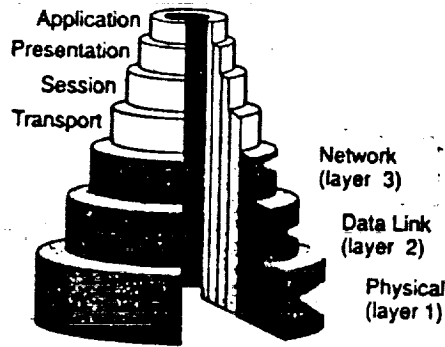 Application
Presentation
Session
Transport
Network
(layer 3)
Data Link
(layer 2)
Physical
(layer 1)